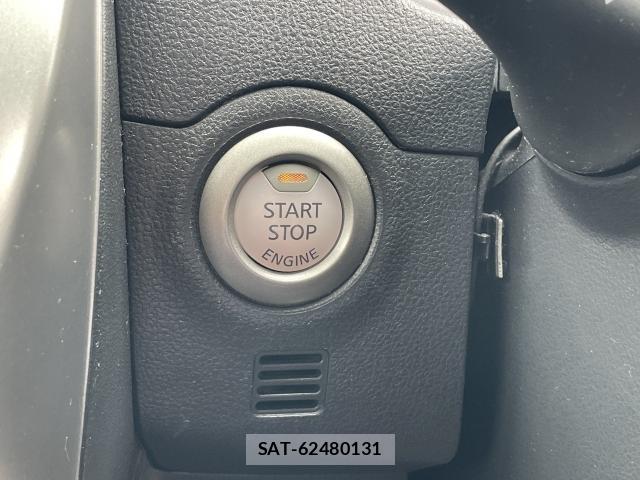 START
STOP
ENGINE
SAT-62480131